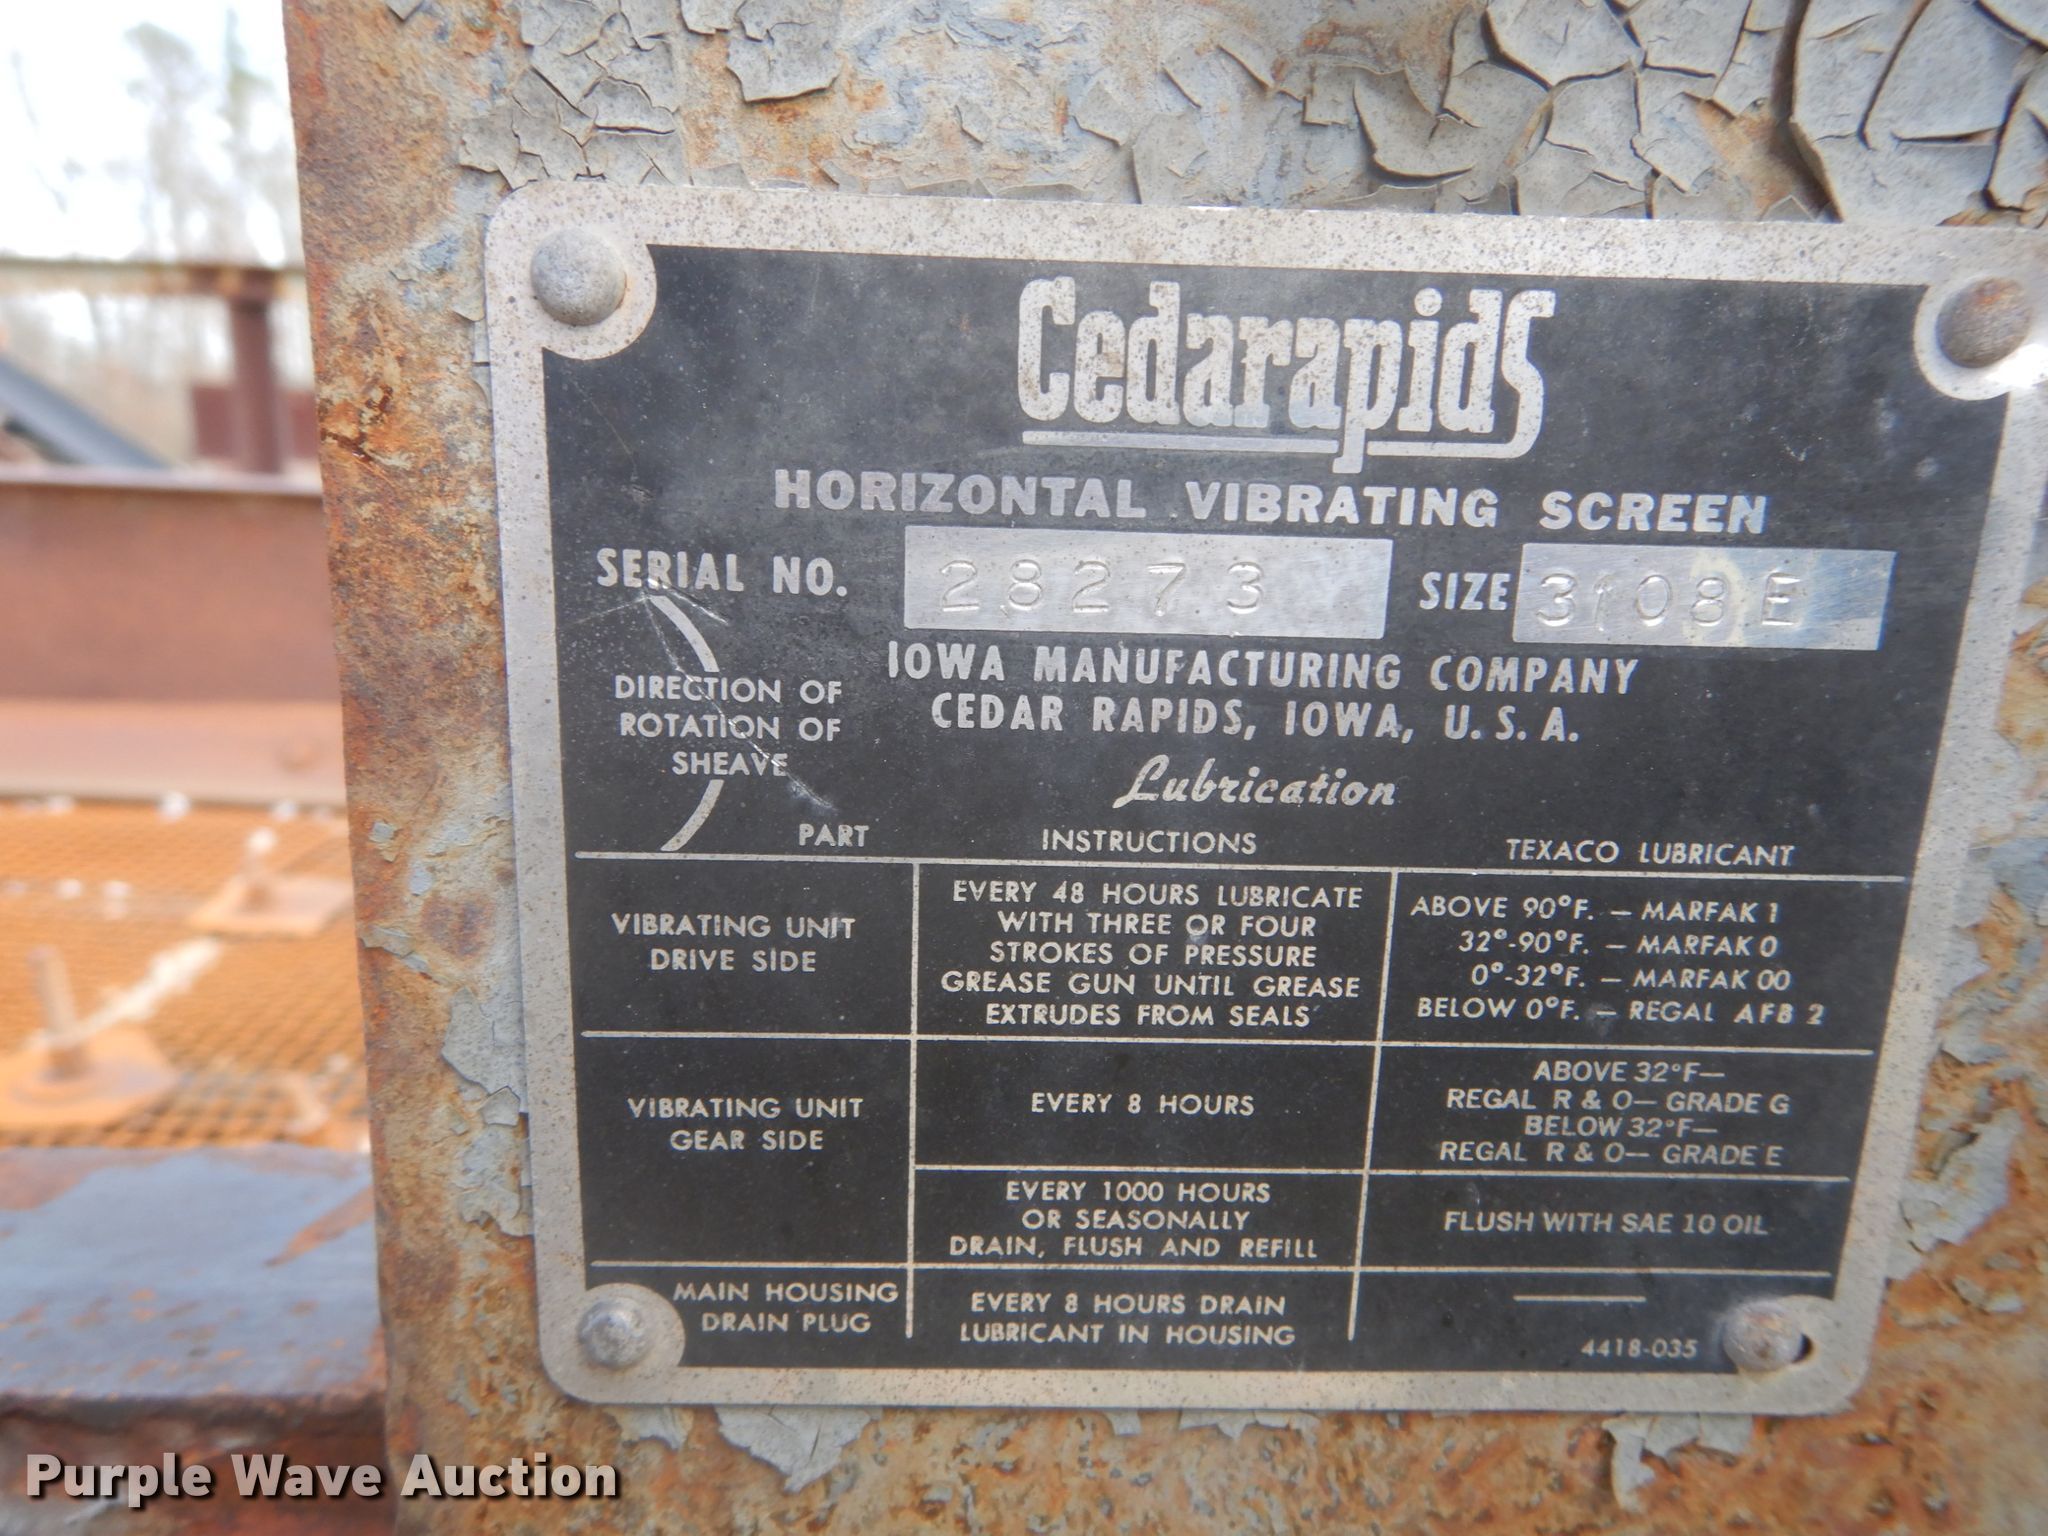 Cedarapids
HORIZONTAL VIBRATING SCREEN
SERIAL NO. 28273 SIZE 3108E
IOWA MANUFACTURING COMPANY
CEDAR RAPIDS, IOWA, U.S.A.
DIRECTION OF
ROTATION OF
SHEAVE
Lubrication
PART INSTRUCTIONS TEXACO LUBRICANT
VIBRATING UNIT
DRIVE SIDE
EVERY 48 HOURS LUBRICATE
WITH THREE OR FOUR
STROKES OF PRESSURE
GREASE GUN UNTIL GREASE
EXTRUDES FROM SEALS
ABOVE 90°F. — MARFAK 1
32°-90°F. — MARFAK 0
0°-32°F. — MARFAK 00
BELOW 0°F. — REGAL AFB 2
VIBRATING UNIT
GEAR SIDE
EVERY 8 HOURS
ABOVE 32°F—
REGAL R & O— GRADE G
BELOW 32°F—
REGAL R & O— GRADE E
EVERY 1000 HOURS
OR SEASONALLY
DRAIN, FLUSH AND REFILL
FLUSH WITH SAE 10 OIL
MAIN HOUSING
DRAIN PLUG
EVERY 8 HOURS DRAIN
LUBRICANT IN HOUSING
4418-035
Purple Wave Auction